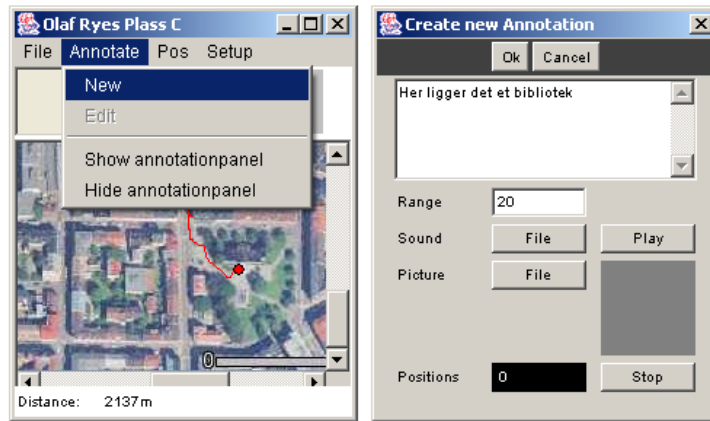 Olaf Ryes Plass C
File Annotate Pos Setup
New
Edit
Show annotationpanel
Hide annotationpanel
0
Distance: 2137m
Create new Annotation
Ok Cancel
Her ligger det et bibliotek
Range 20
Sound File Play
Picture File
Positions 0 Stop